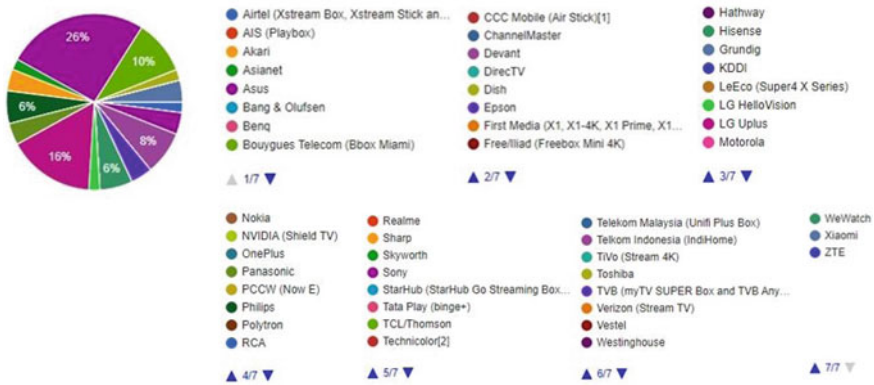 26%
10%
6%
16%
6%
8%
Airtel (Xstream Box, Xstream Stick an...
AIS (Playbox)
Akari
Asianet
Asus
Bang & Olufsen
Benq
Bouygues Telecom (Bbox Miami)
1/7
CCC Mobile (Air Stick)[1]
ChannelMaster
Devant
DirecTV
Dish
Epson
First Media (X1, X1-4K, X1 Prime, X1...
Free/Iliad (Freebox Mini 4K)
2/7
Hathway
Hisense
Grundig
KDDI
LeEco (Super4 X Series)
LG HelloVision
LG Uplus
Motorola
3/7
Nokia
NVIDIA (Shield TV)
OnePlus
Panasonic
PCCW (Now E)
Philips
Polytron
RCA
4/7
Realme
Sharp
Skyworth
Sony
StarHub (StarHub Go Streaming Box...
Tata Play (binge+)
TCL/Thomson
Technicolor[2]
5/7
Telekom Malaysia (Unifi Plus Box)
Telkom Indonesia (IndiHome)
TiVo (Stream 4K)
Toshiba
TVB (myTV SUPER Box and TVB Any...
Verizon (Stream TV)
Vestel
Westinghouse
6/7
WeWatch
Xiaomi
ZTE
7/7